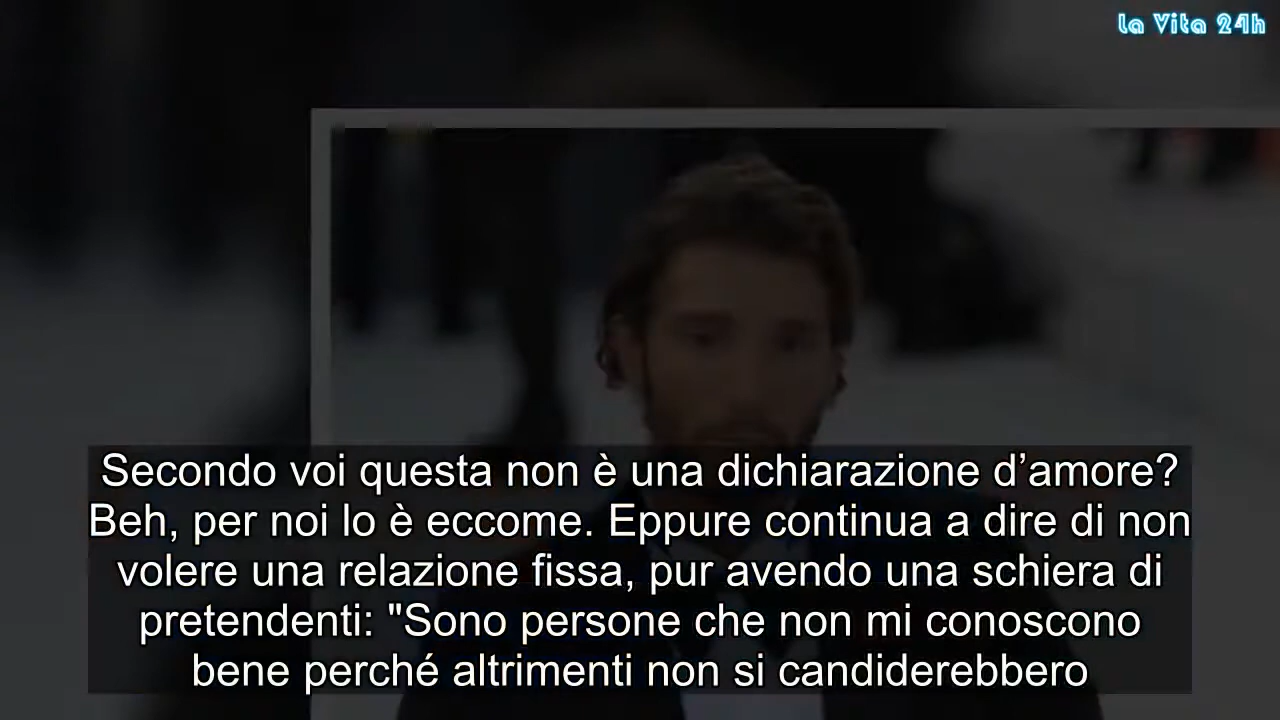 La Vita 24h
Secondo voi questa non è una dichiarazione d’amore?
Beh, per noi lo è eccome. Eppure continua a dire di non
volere una relazione fissa, pur avendo una schiera di
pretendenti: "Sono persone che non mi conoscono
bene perché altrimenti non si candiderebbero